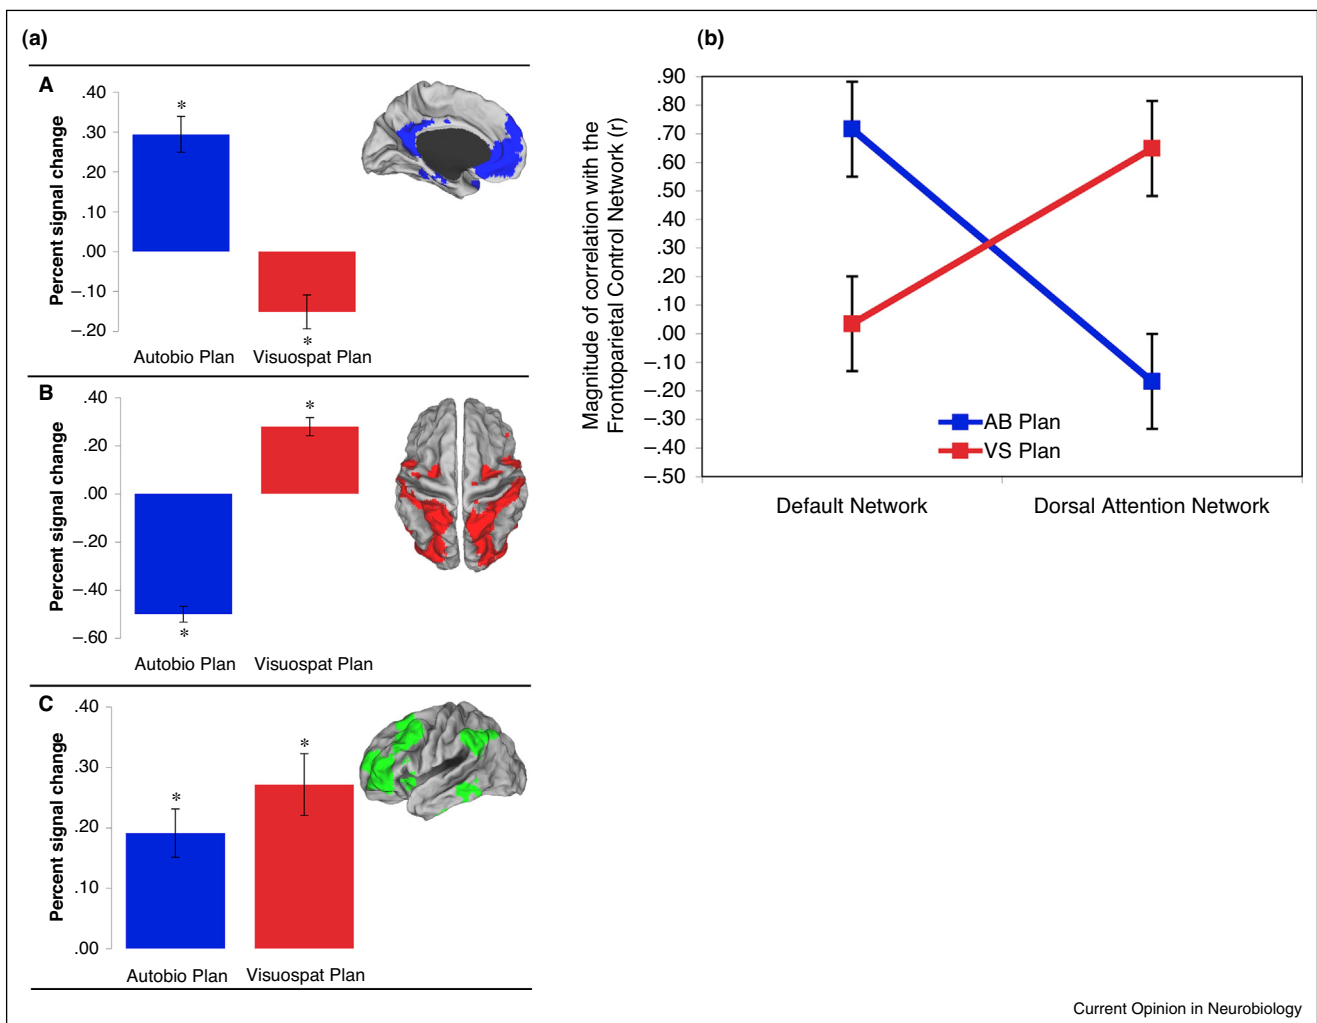 (a)
A
Percent signal change
.40
.30
.20
.10
.00
–.10
–.20
*
*
Autobio Plan
Visuospat Plan
B
Percent signal change
.40
.20
.00
–.20
–.40
–.60
*
*
Autobio Plan
Visuospat Plan
C
Percent signal change
.40
.30
.20
.10
.00
*
*
Autobio Plan
Visuospat Plan
(b)
Magnitude of correlation with the
Frontoparietal Control Network (r)
.90
.80
.70
.60
.50
.40
.30
.20
.10
.00
–.10
–.20
–.30
–.40
–.50
AB Plan
VS Plan
Default Network
Dorsal Attention Network
Current Opinion in Neurobiology